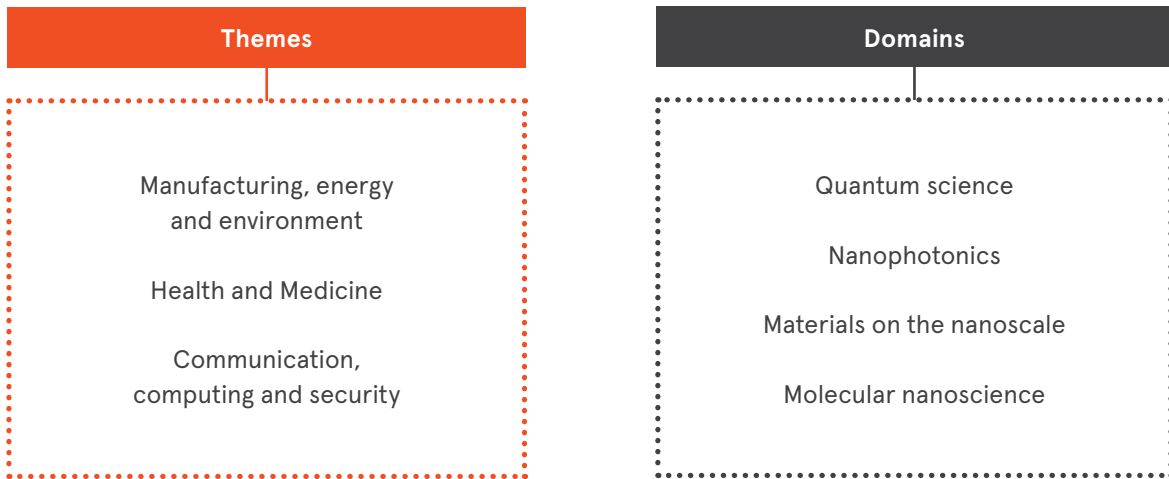 Themes
Manufacturing, energy
and environment
Health and Medicine
Communication,
computing and security
Domains
Quantum science
Nanophotonics
Materials on the nanoscale
Molecular nanoscience